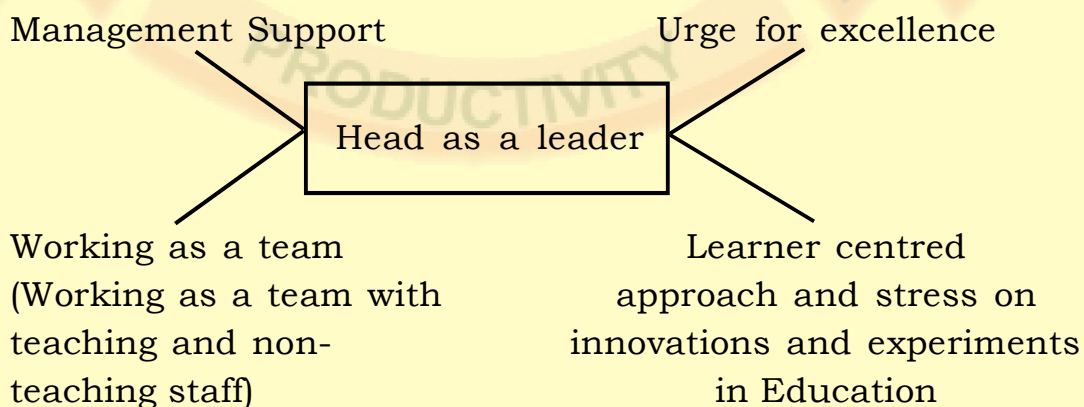 Management Support
Urge for excellence
PRODUCTIVITY
Head as a leader
Working as a team
(Working as a team with
teaching and non-
teaching staff)
Learner centred
approach and stress on
innovations and experiments
in Education